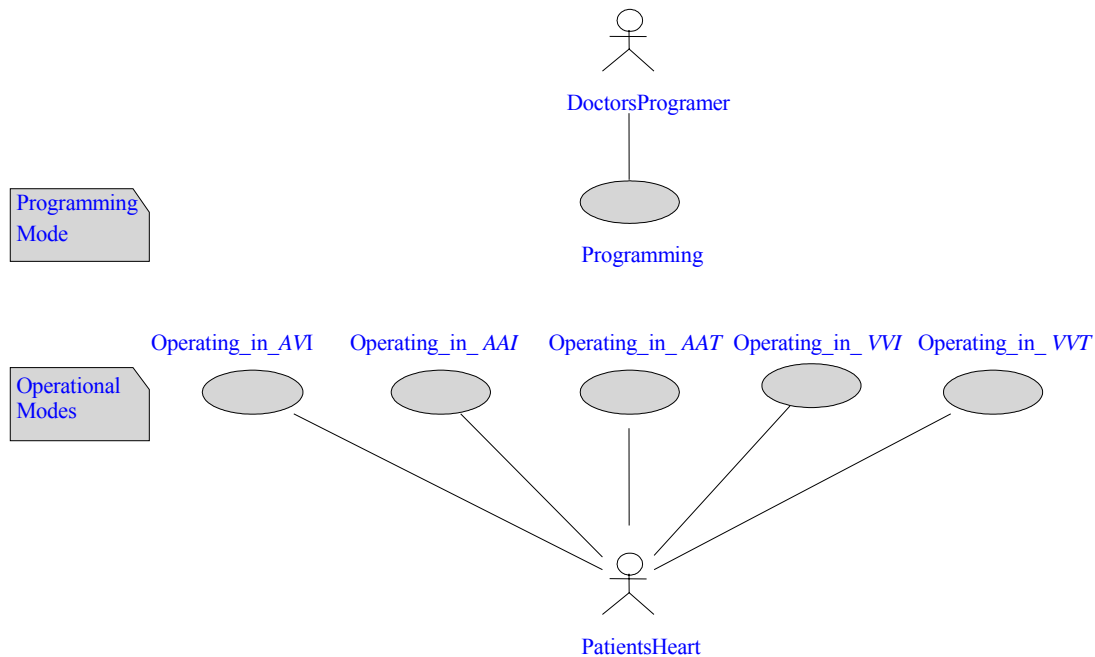 DoctorsProgramer
Programming
Mode
Programming
Operating_in_AVI
Operating_in_ AAI
Operating_in_ AAT
Operating_in_ VVI
Operating_in_ VVT
Operational
Modes
PatientsHeart